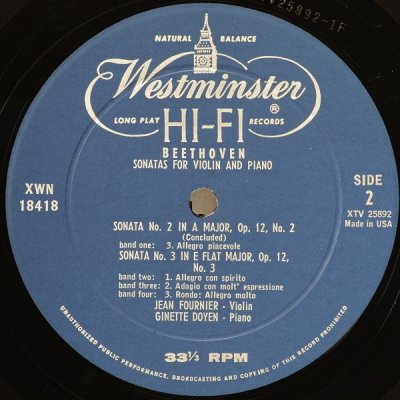 XTV 25892-1F
NATURAL BALANCE
Westminster
®
LONG PLAY HI-FI RECORDS
BEETHOVEN
SONATAS FOR VIOLIN AND PIANO
XWN
18418
SIDE
2
XTV 25892
Made in USA
SONATA No. 2 IN A MAJOR, Op. 12, No. 2
(Concluded)
band one: 3. Allegro piacevole
SONATA No. 3 IN E FLAT MAJOR, Op. 12,
No. 3
band two: 1. Allegro con spirito
band three: 2. Adagio con molt' espressione
band four: 3. Rondo: Allegro molto
JEAN FOURNIER - Violin
GINETTE DOYEN - Piano
33⅓ RPM
UNAUTHORIZED PUBLIC PERFORMANCE, BROADCASTING AND COPYING OF THIS RECORD PROHIBITED